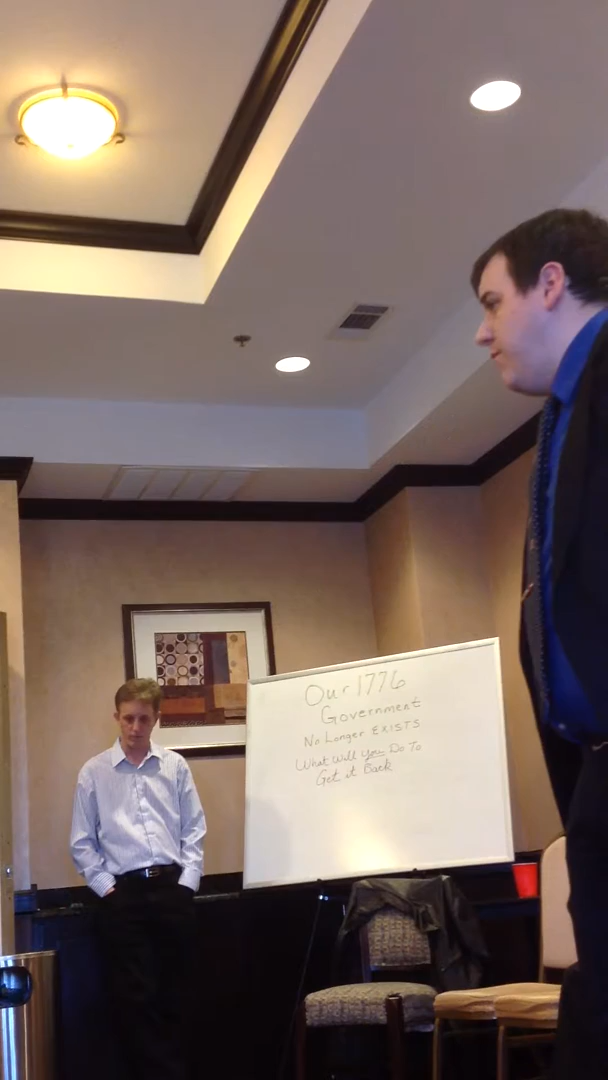 Our 1776
Government
No Longer EXISTS
What Will You Do To
Get it Back